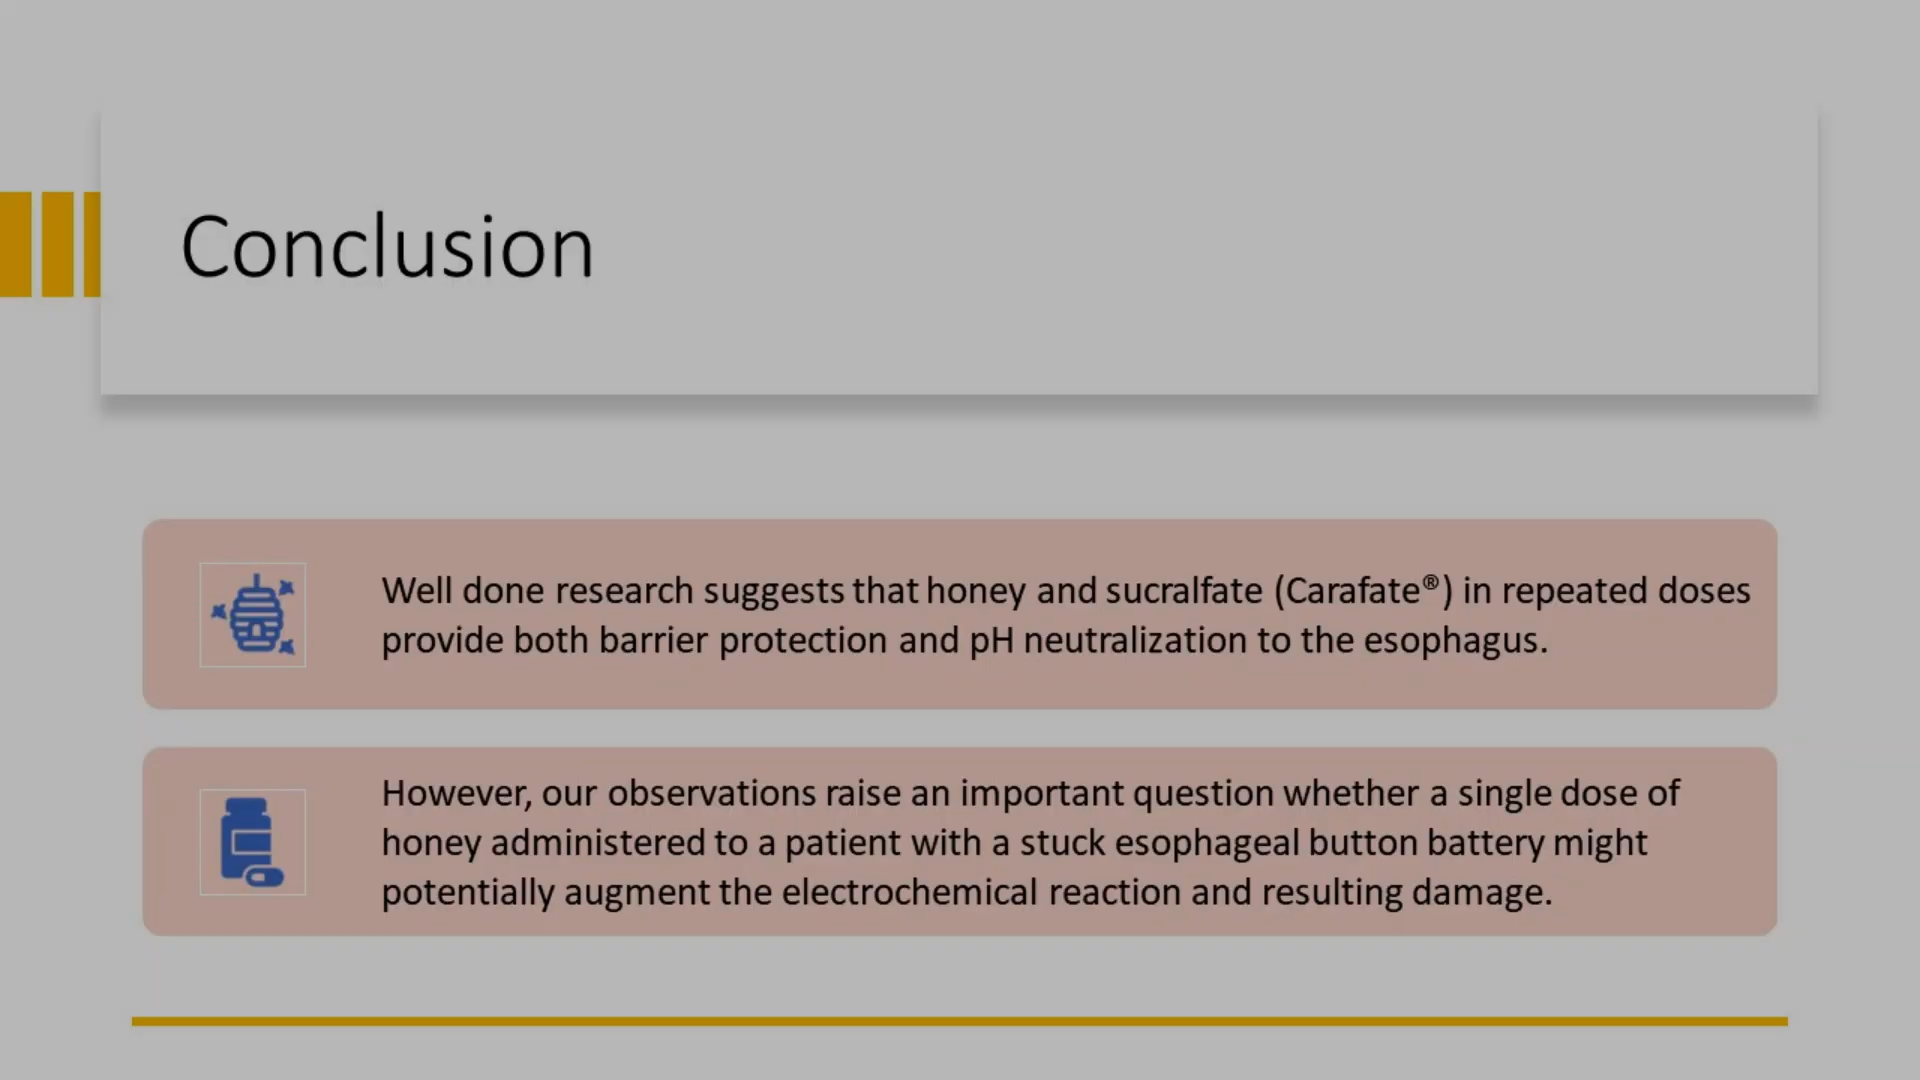 Conclusion
Well done research suggests that honey and sucralfate (Carafate®) in repeated doses
provide both barrier protection and pH neutralization to the esophagus.
However, our observations raise an important question whether a single dose of
honey administered to a patient with a stuck esophageal button battery might
potentially augment the electrochemical reaction and resulting damage.